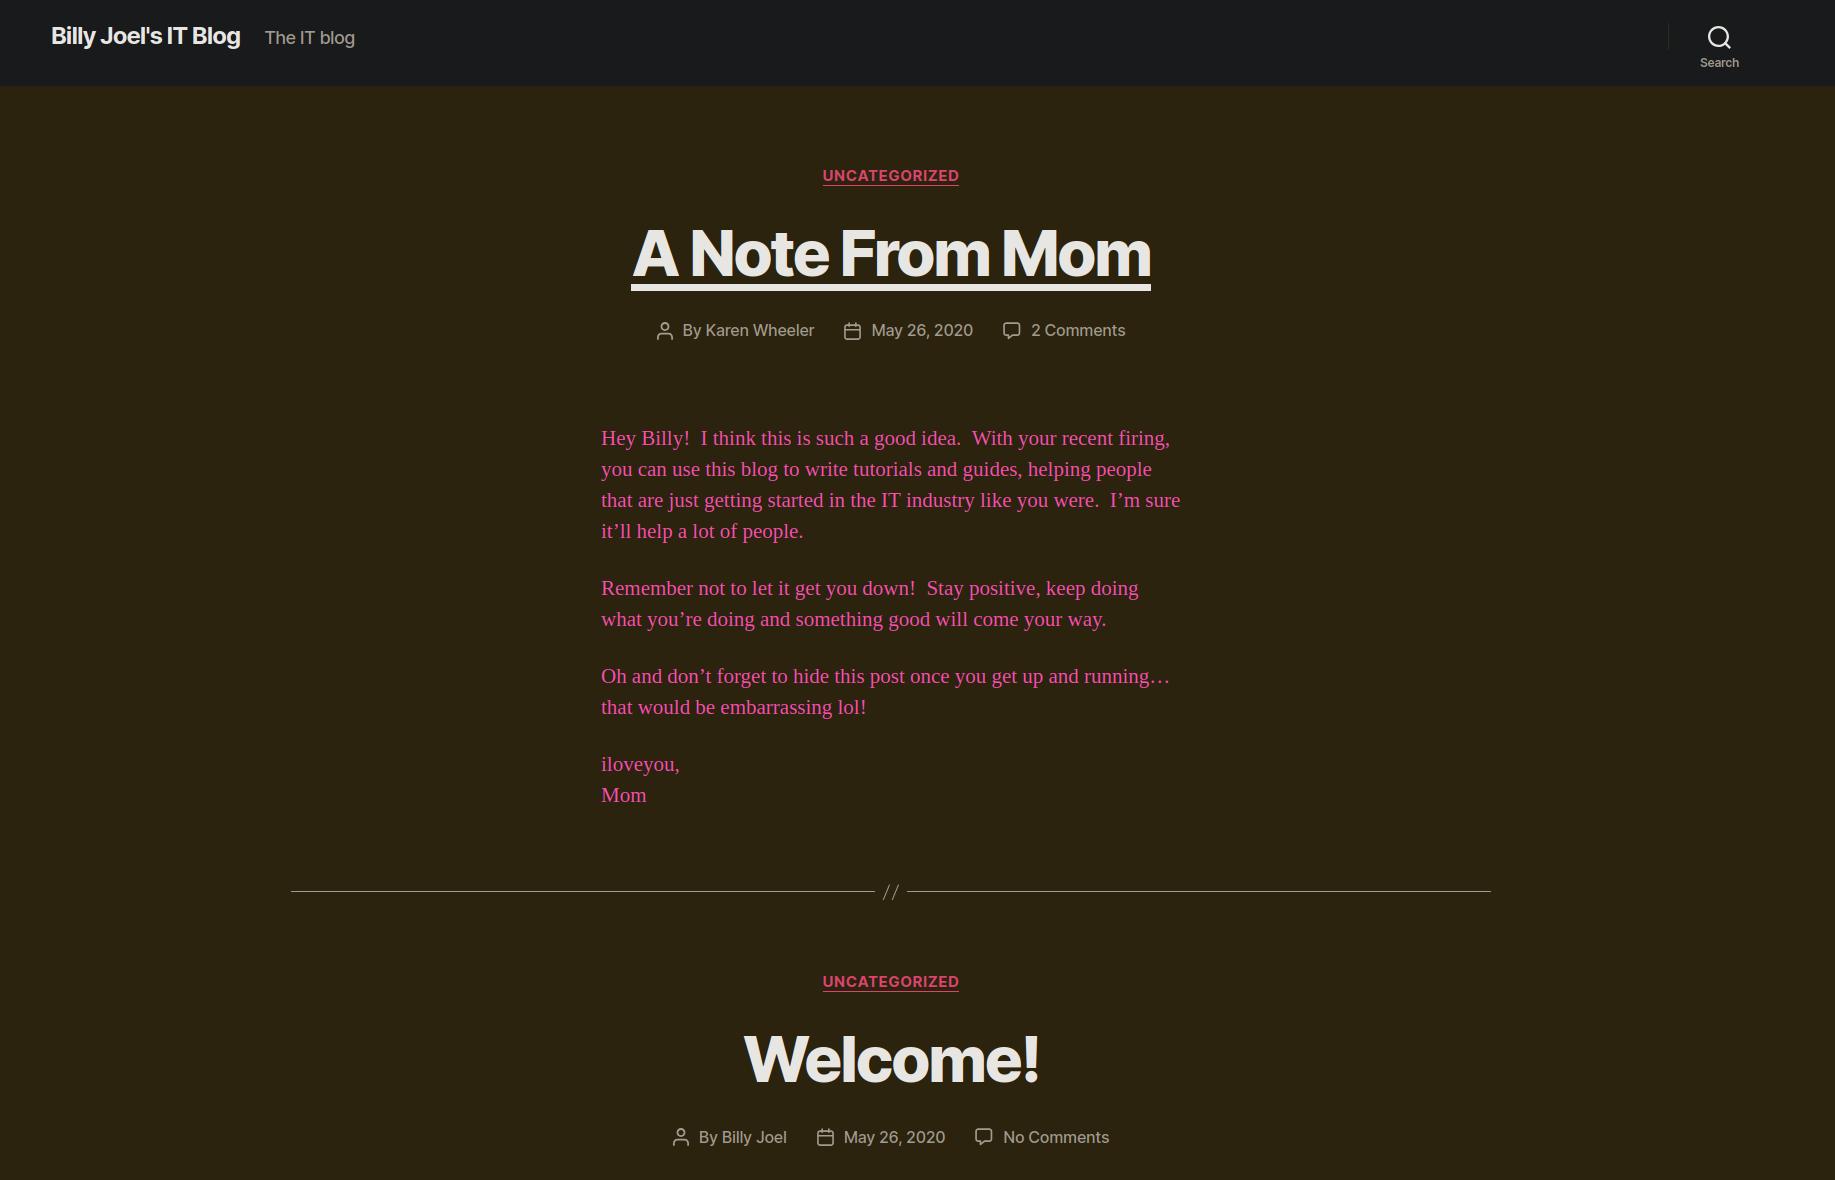 Billy Joel's IT Blog The IT blog
Search
UNCATEGORIZED
A Note From Mom
By Karen Wheeler May 26, 2020 2 Comments
Hey Billy!  I think this is such a good idea.  With your recent firing,
you can use this blog to write tutorials and guides, helping people
that are just getting started in the IT industry like you were.  I’m sure
it’ll help a lot of people.
Remember not to let it get you down!  Stay positive, keep doing
what you’re doing and something good will come your way.
Oh and don’t forget to hide this post once you get up and running…
that would be embarrassing lol!
iloveyou,
Mom
//
UNCATEGORIZED
Welcome!
By Billy Joel May 26, 2020 No Comments